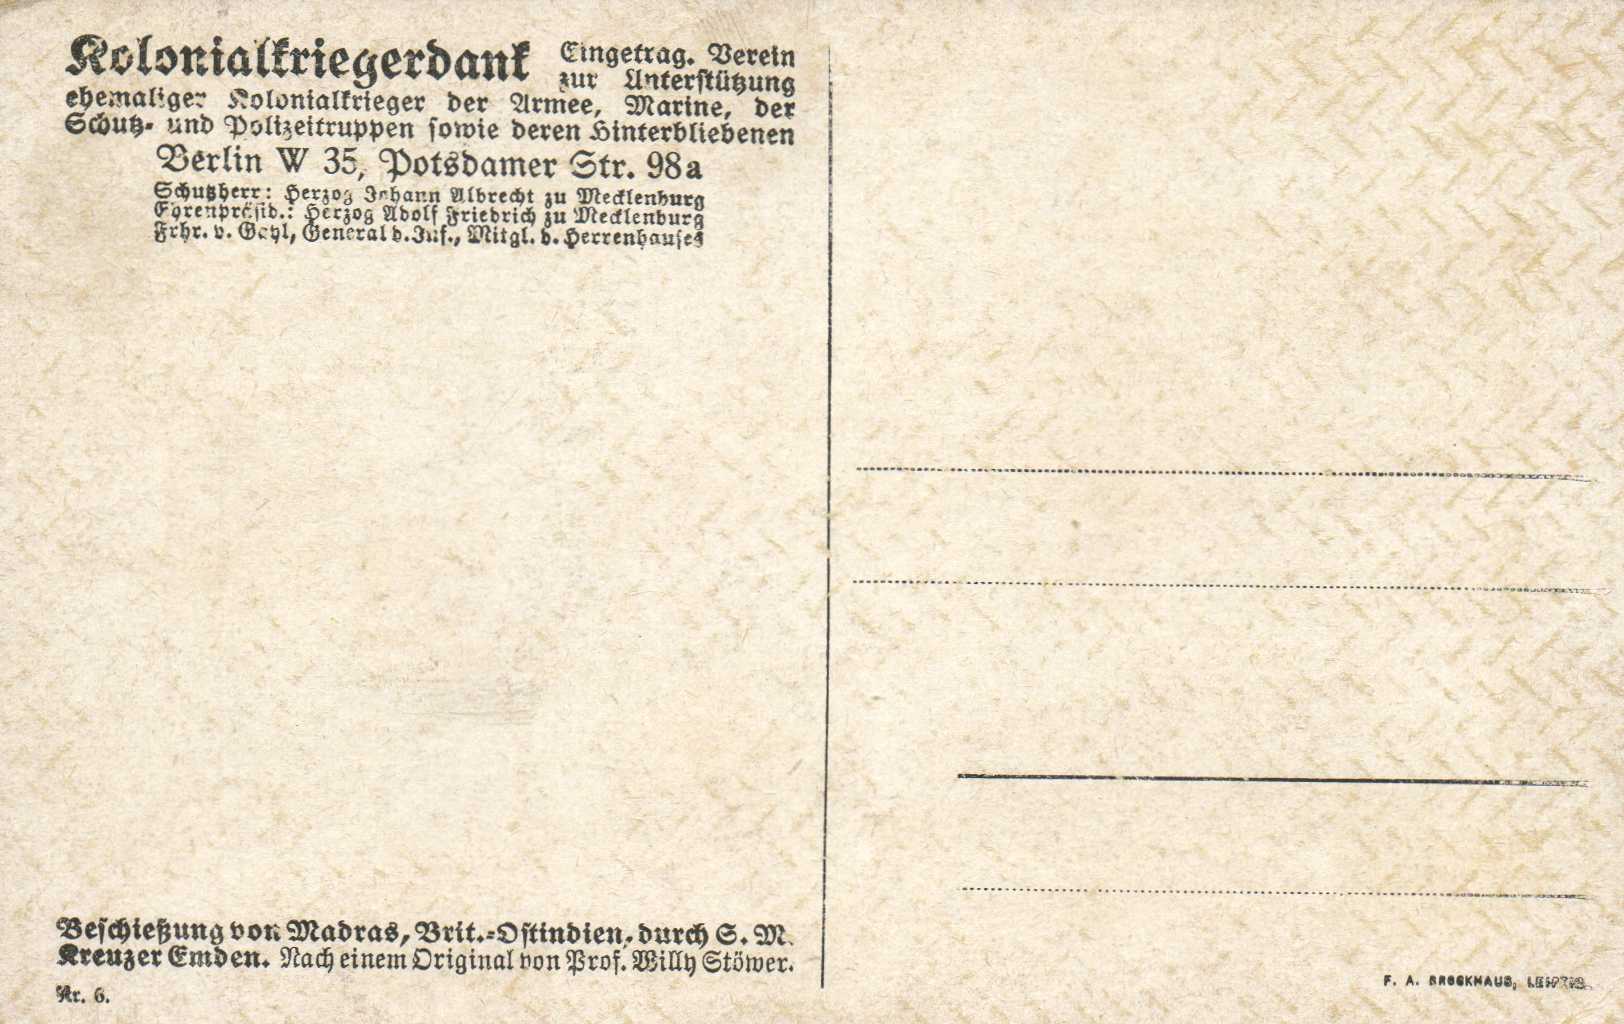 Kolonialkriegerdank Eingetrag. Verein
zur Unterstützung
ehemaliger Kolonialkrieger der Armee, Marine, der
Schutz- und Polizeitruppen sowie deren Hinterbliebenen
Berlin W 35, Potsdamer Str. 98a
Schutzherr: Herzog Johann Albrecht zu Mecklenburg
Ehrenpräsid.: Herzog Adolf Friedrich zu Mecklenburg
Frhr. v. Gayl, General d. Inf., Mitgl. d. Herrenhauses
Beschießung von Madras, Brit.-Ostindien, durch S. M.
Kreuzer Emden. Nach einem Original von Prof. Willy Stöwer.
Nr. 6.
F. A. BROCKHAUS, LEIPZIG.